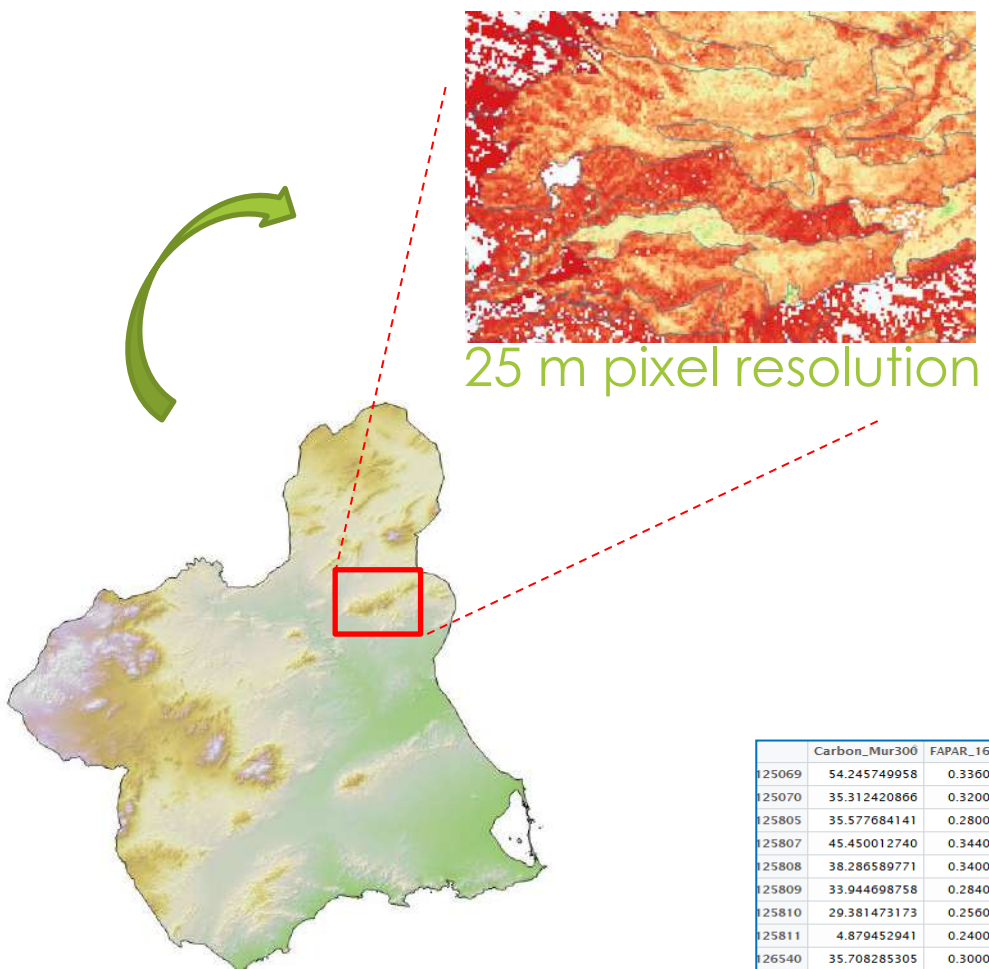 25 m pixel resolution
Carbon_Mur300 FAPAR_16
125069 54.245749958 0.3360
125070 35.312420866 0.3200
125805 35.577684141 0.2800
125807 45.450012740 0.3440
125808 38.286589771 0.3400
125809 33.944698758 0.2840
125810 29.381473173 0.2560
125811 4.879452941 0.2400
126540 35.708285305 0.3000